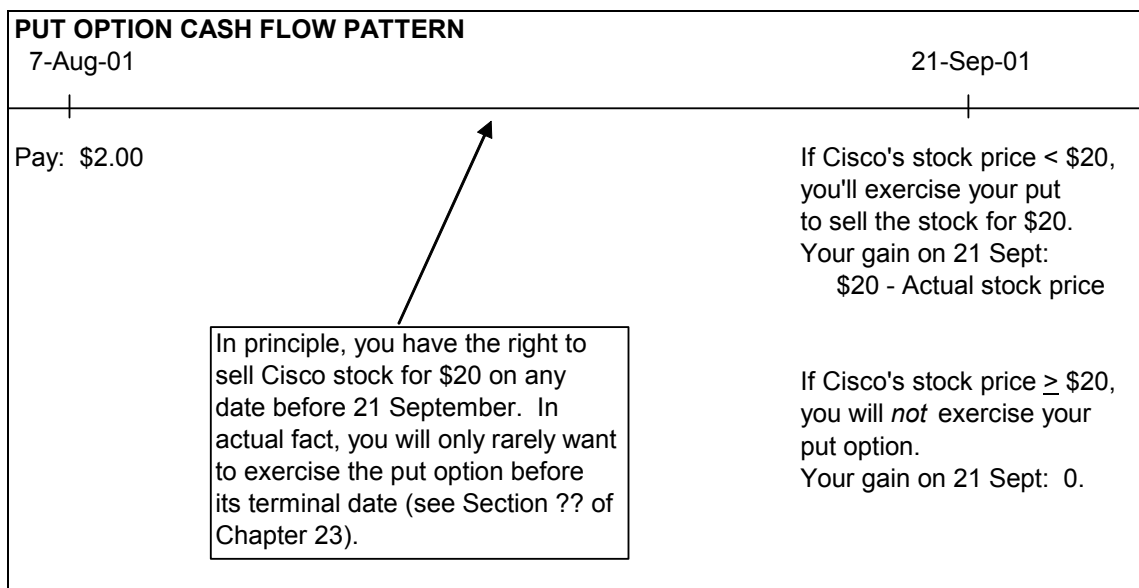 PUT OPTION CASH FLOW PATTERN
7-Aug-01 21-Sep-01
Pay: $2.00
If Cisco's stock price < $20,
you'll exercise your put
to sell the stock for $20.
Your gain on 21 Sept:
$20 - Actual stock price
In principle, you have the right to
sell Cisco stock for $20 on any
date before 21 September. In
actual fact, you will only rarely want
to exercise the put option before
its terminal date (see Section ?? of
Chapter 23).
If Cisco's stock price ≥ $20,
you will not exercise your
put option.
Your gain on 21 Sept: 0.